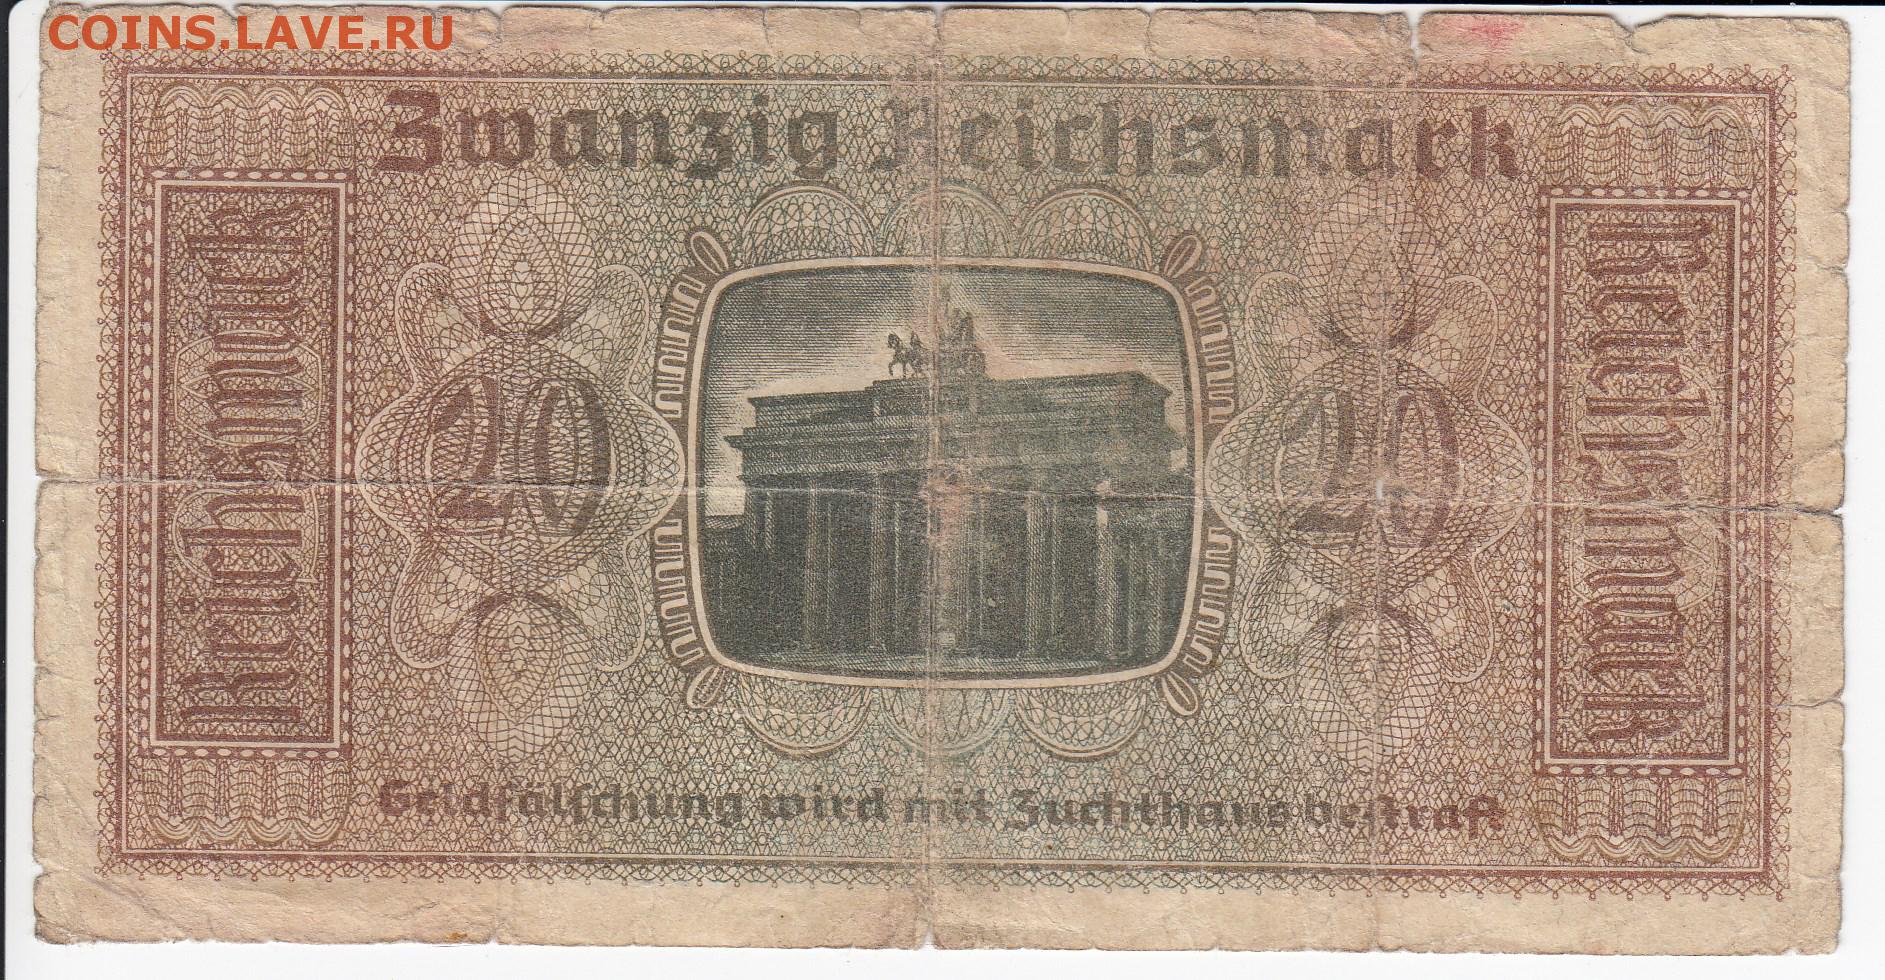 COINS.LAVE.RU
Zwanzig Reichsmark
Reichsmark
20
20
Reichsmark
Geldfälschung wird mit Zuchthaus bestraft